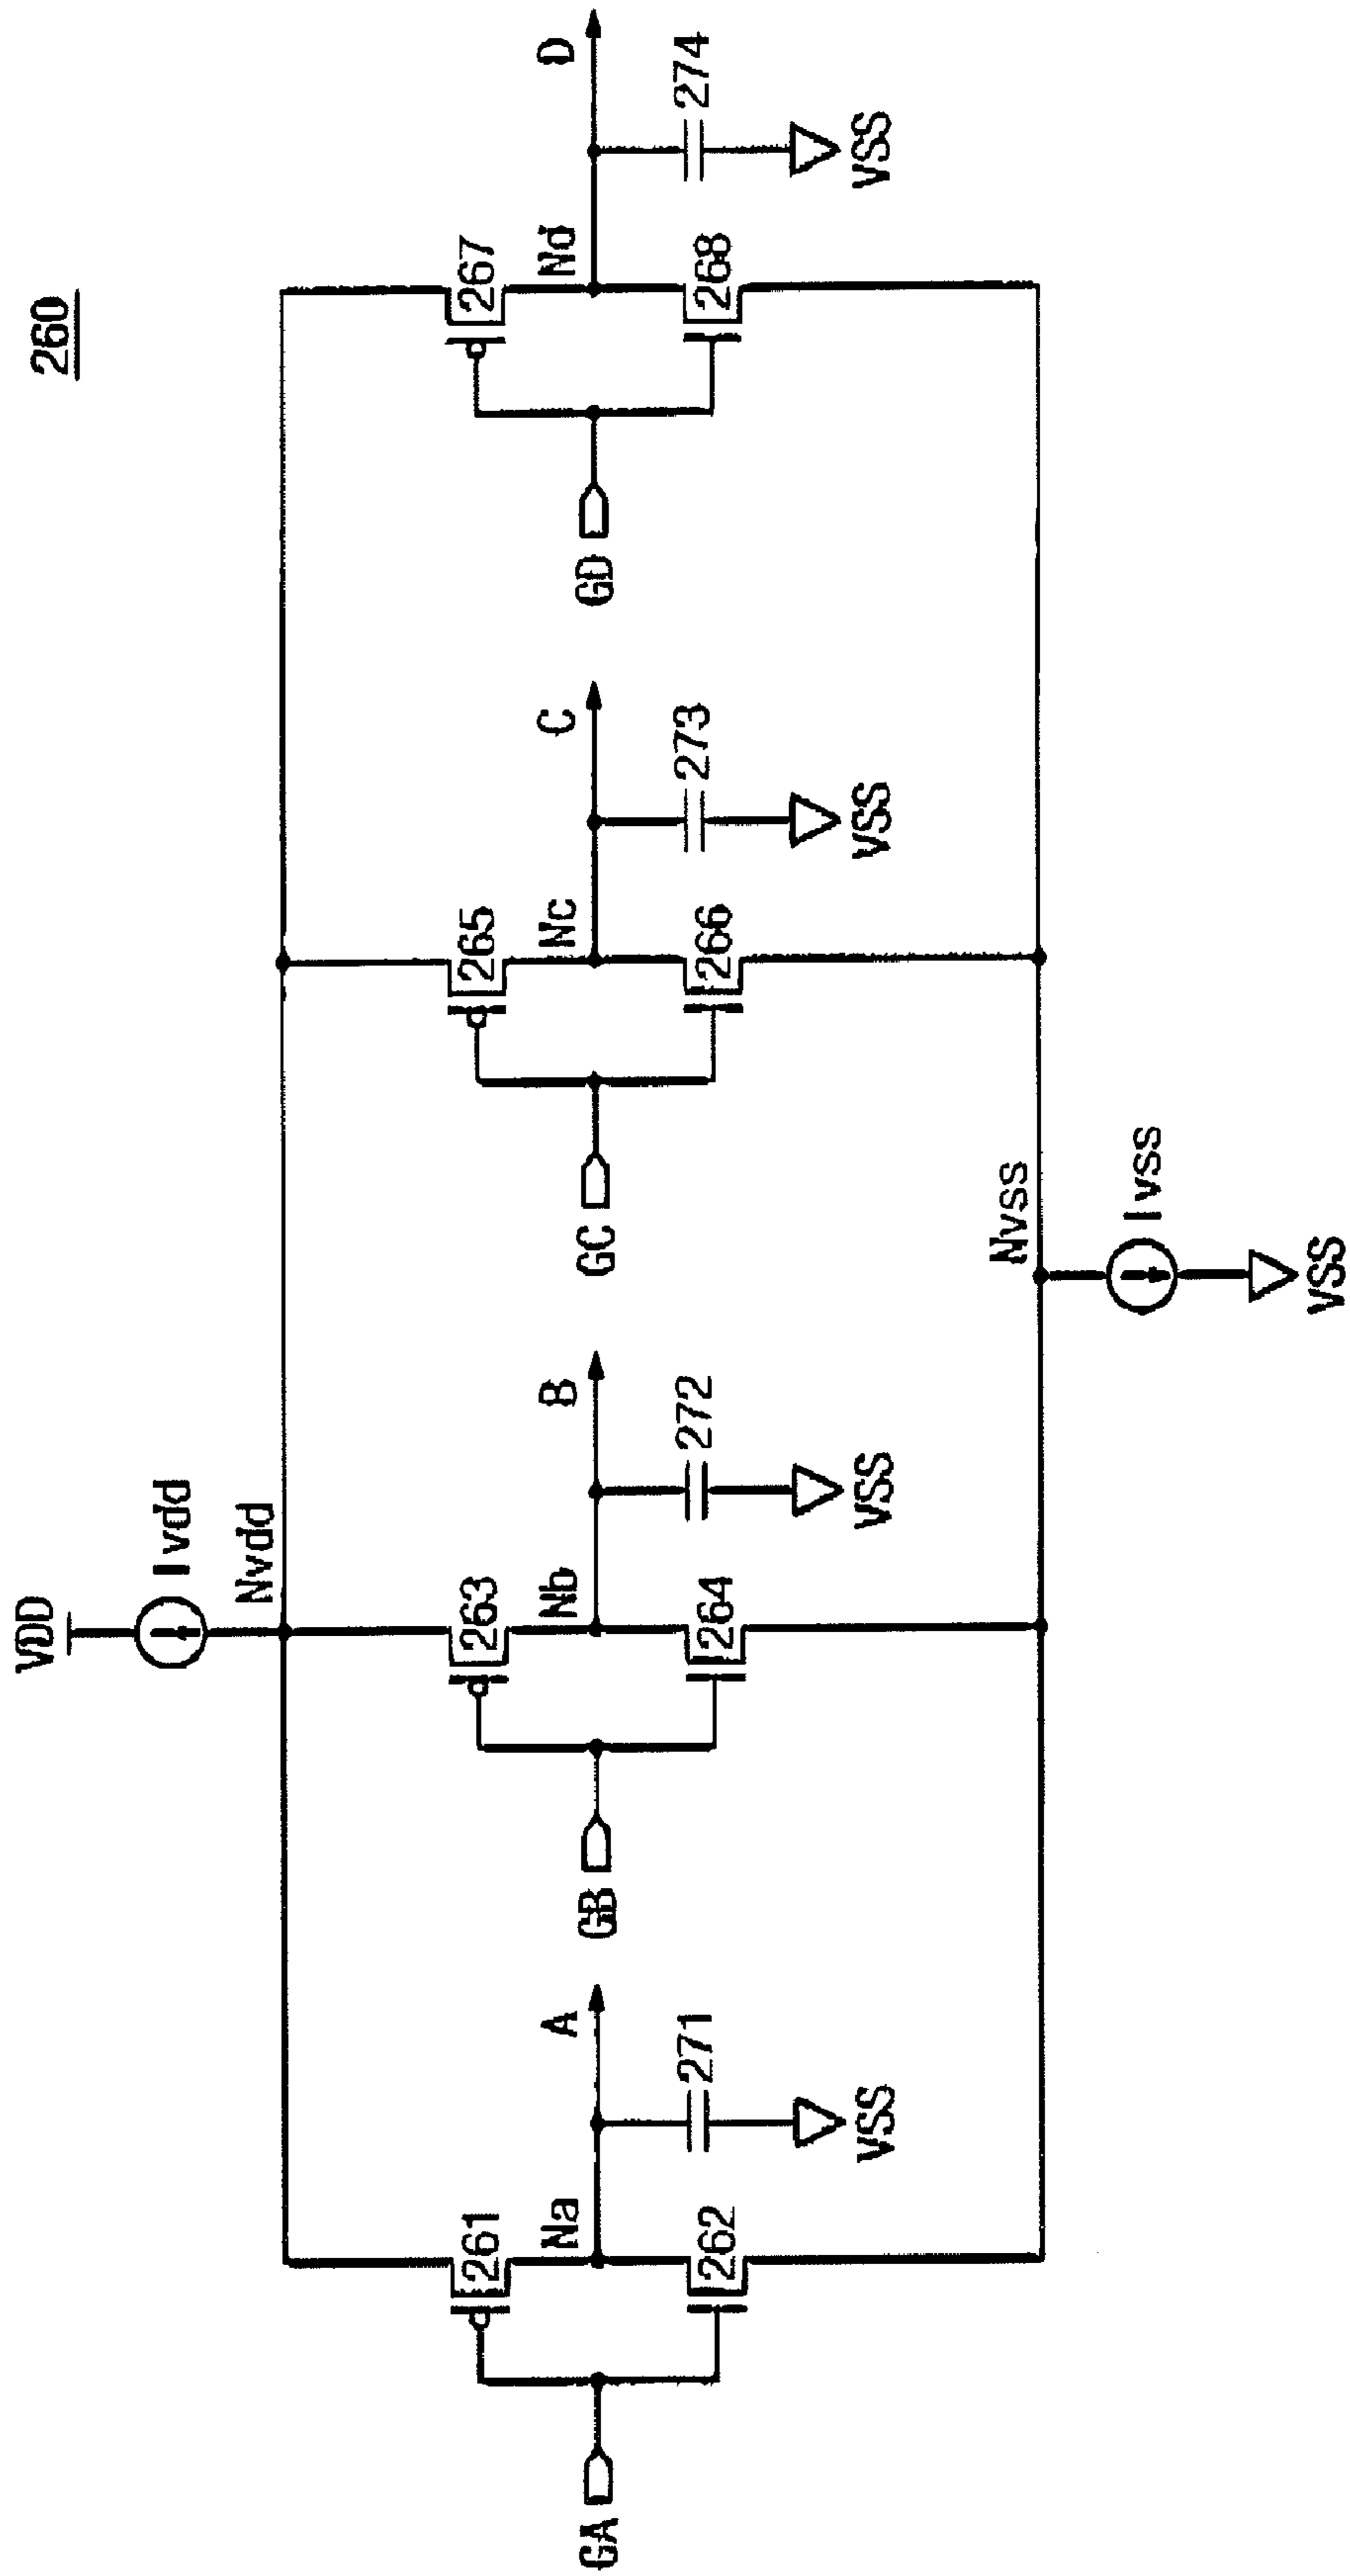 260
VDD
Ivdd
Nvdd
261
263
265
267
Na
A
Nb
B
Nc
C
Nd
D
GA
GB
GC
GD
262
271
264
272
266
273
268
274
VSS
VSS
VSS
VSS
Nvss
Ivss
VSS